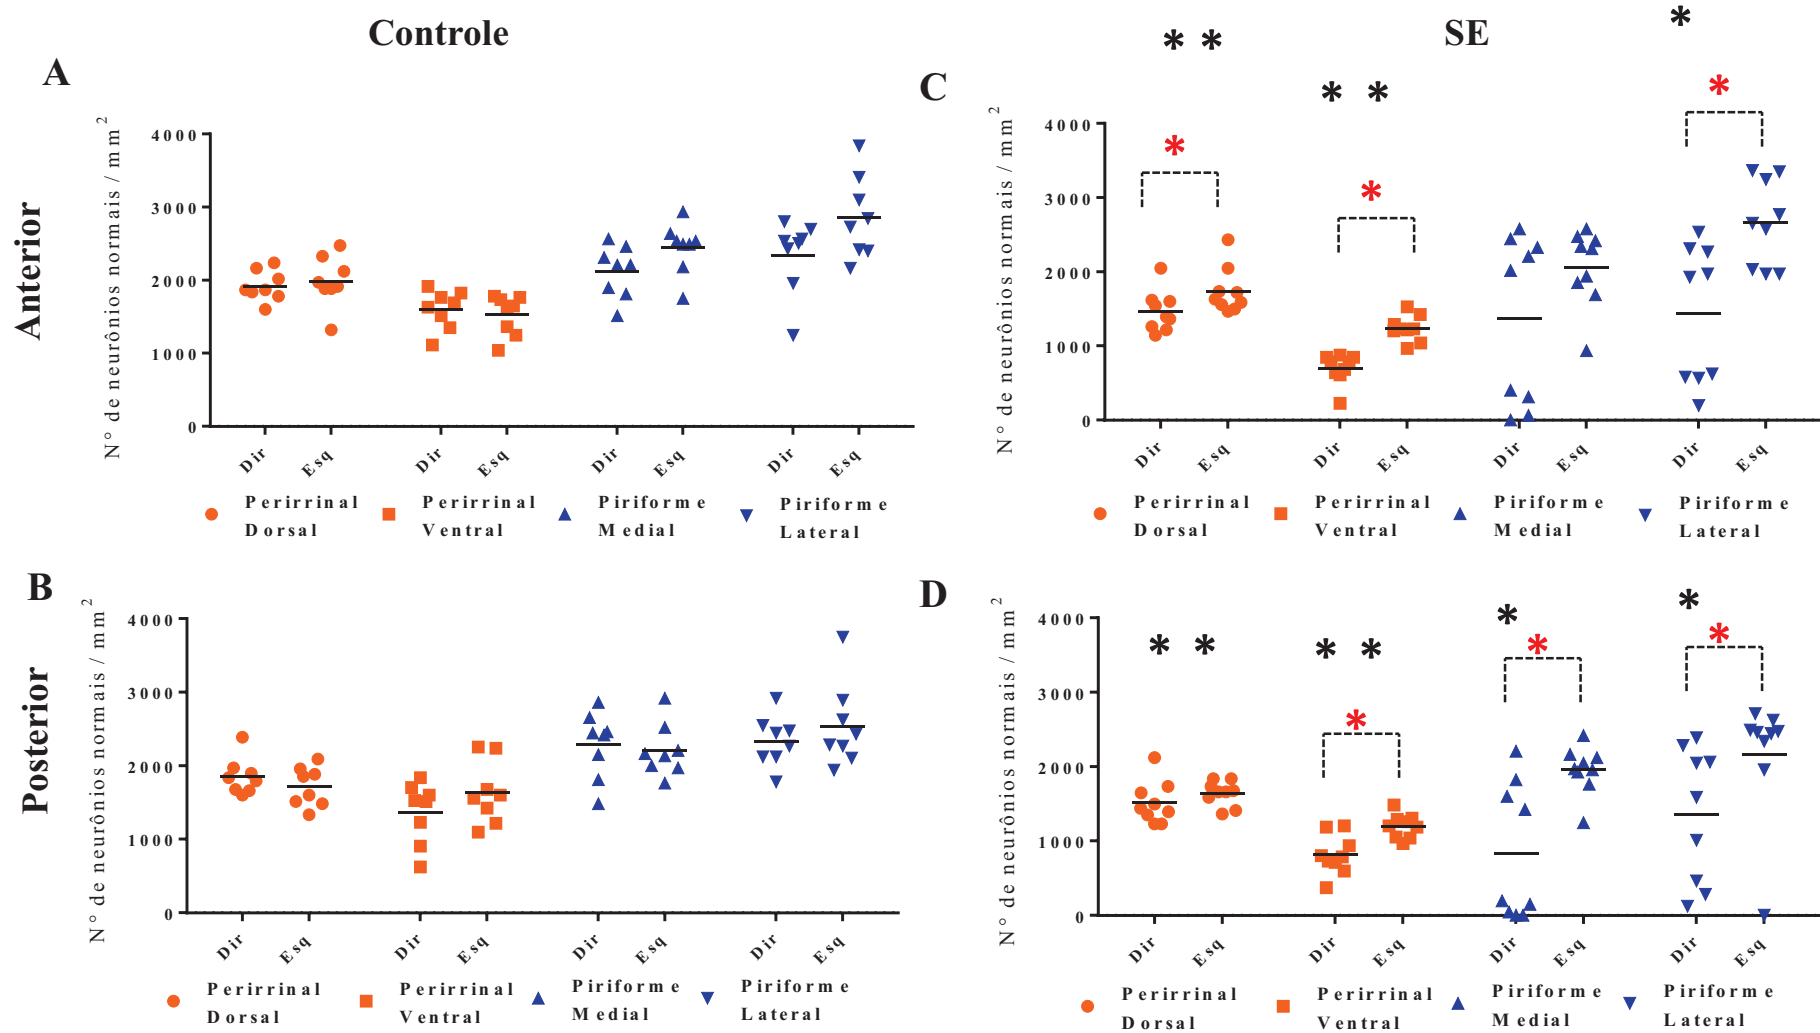 Controle
SE
Anterior
Posterior
A
N° de neurônios normais / mm²
4000
3000
2000
1000
0
Dir
Esq
Dir
Esq
Dir
Esq
Dir
Esq
Perirrinal
Dorsal
Perirrinal
Ventral
Piriforme
Medial
Piriforme
Lateral
C
* *
* *
*
*
*
*
N° de neurônios normais / mm²
4000
3000
2000
1000
0
Dir
Esq
Dir
Esq
Dir
Esq
Dir
Esq
Perirrinal
Dorsal
Perirrinal
Ventral
Piriforme
Medial
Piriforme
Lateral
B
N° de neurônios normais / mm²
4000
3000
2000
1000
0
Dir
Esq
Dir
Esq
Dir
Esq
Dir
Esq
Perirrinal
Dorsal
Perirrinal
Ventral
Piriforme
Medial
Piriforme
Lateral
D
* *
* *
*
*
*
*
*
N° de neurônios normais / mm²
4000
3000
2000
1000
0
Dir
Esq
Dir
Esq
Dir
Esq
Dir
Esq
Perirrinal
Dorsal
Perirrinal
Ventral
Piriforme
Medial
Piriforme
Lateral